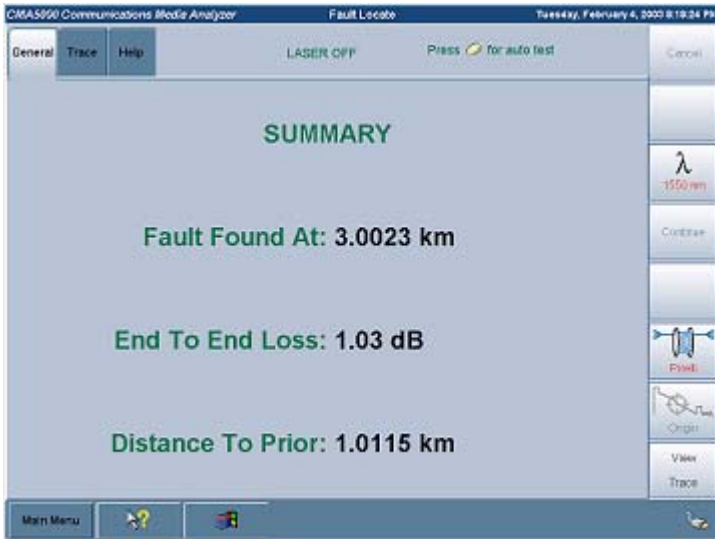 CMA5000 Communications Media Analyzer
Fault Locate
Tuesday, February 4, 2003 8:19:24 PM
General
Trace
Help
LASER OFF
Press for auto test
Cancel
SUMMARY
λ
1550 nm
Fault Found At: 3.0023 km
Continue
End To End Loss: 1.03 dB
Pirelli
Origin
Distance To Prior: 1.0115 km
View
Trace
Main Menu